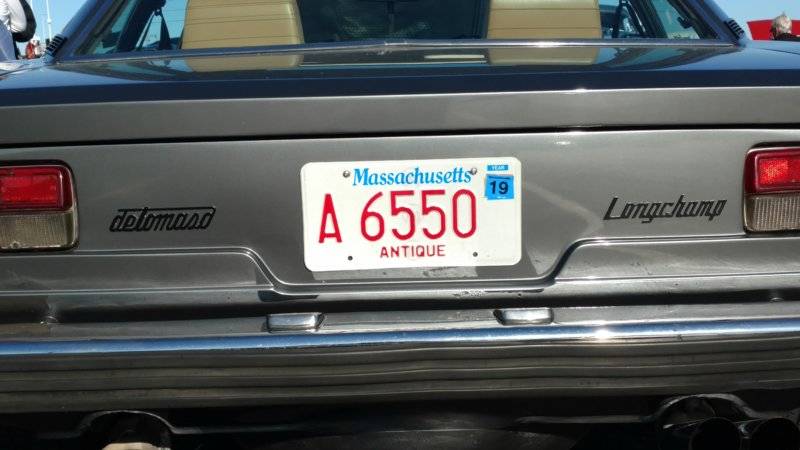 Massachusetts
YEAR
19
A 6550
ANTIQUE
detomaso
Longchamp